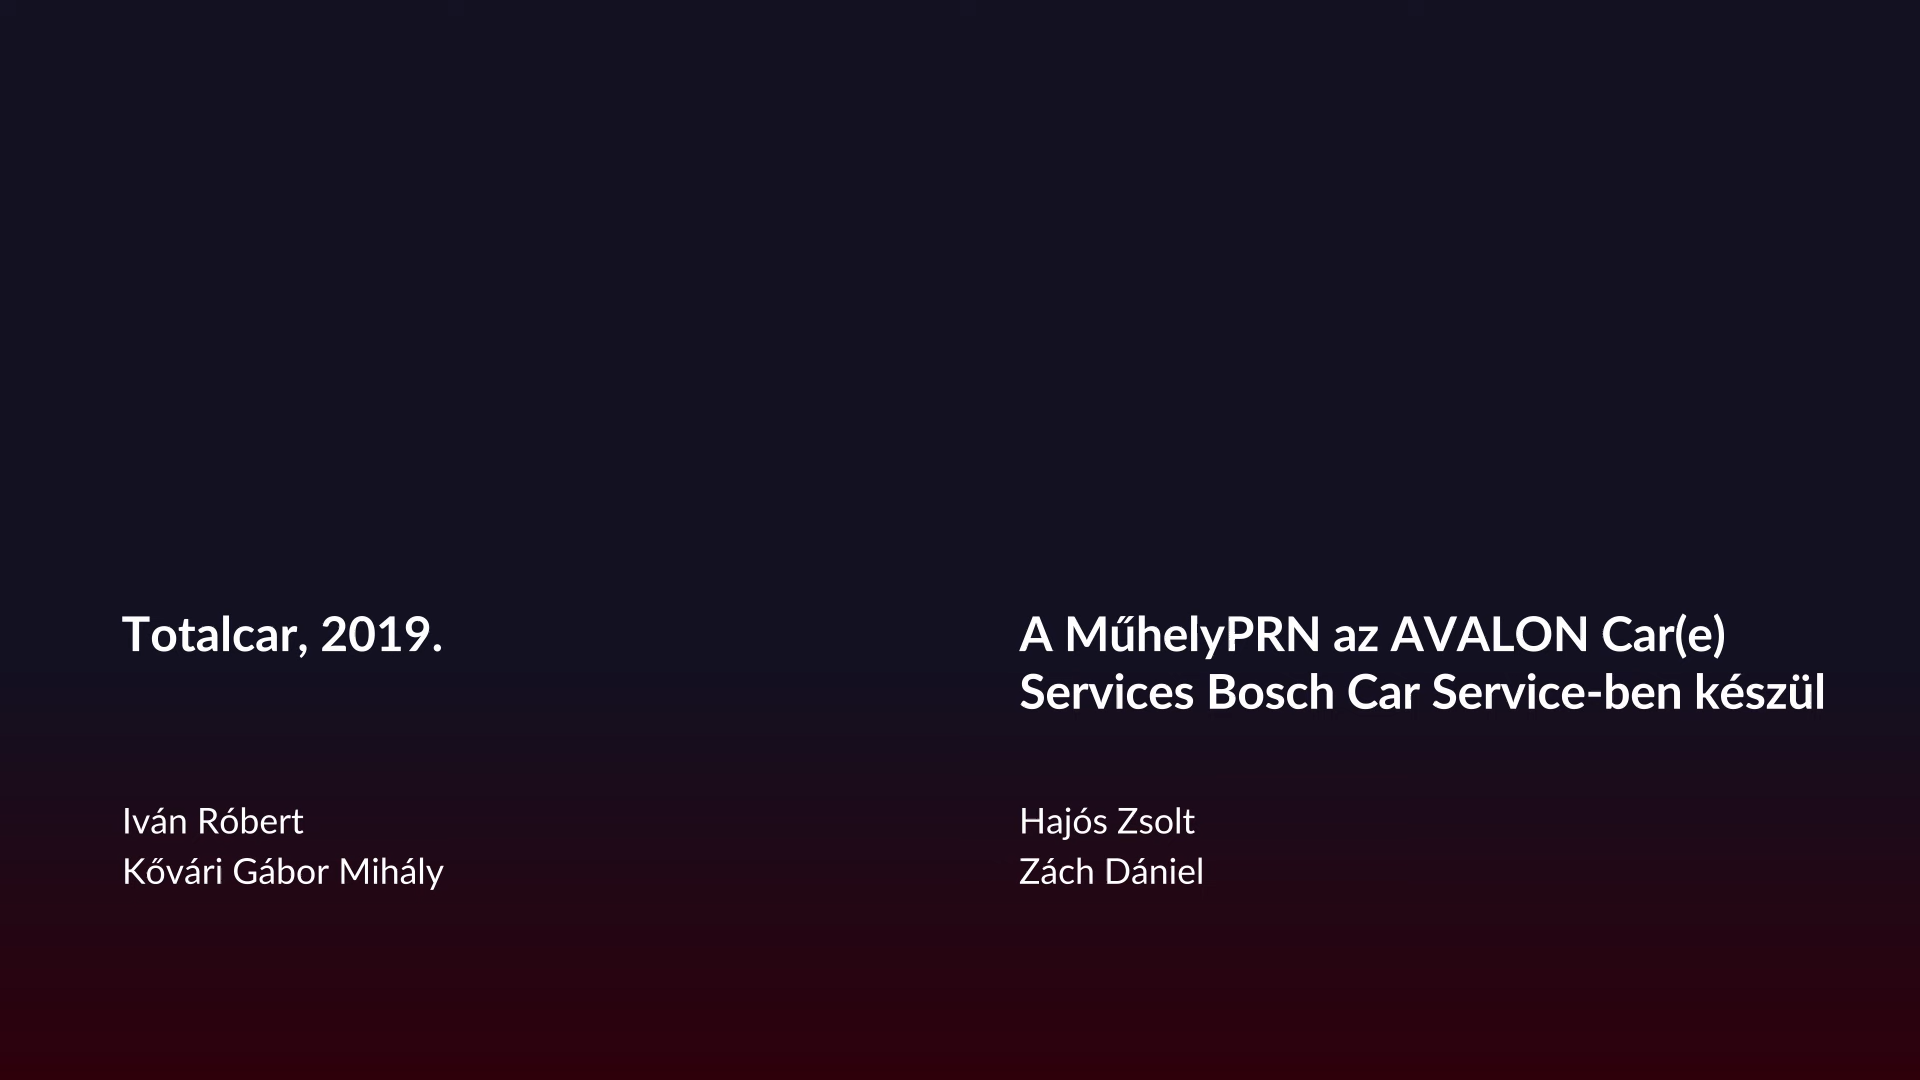 Totalcar, 2019.
A MűhelyPRN az AVALON Car(e)
Services Bosch Car Service-ben készül
Iván Róbert
Kővári Gábor Mihály
Hajós Zsolt
Zách Dániel